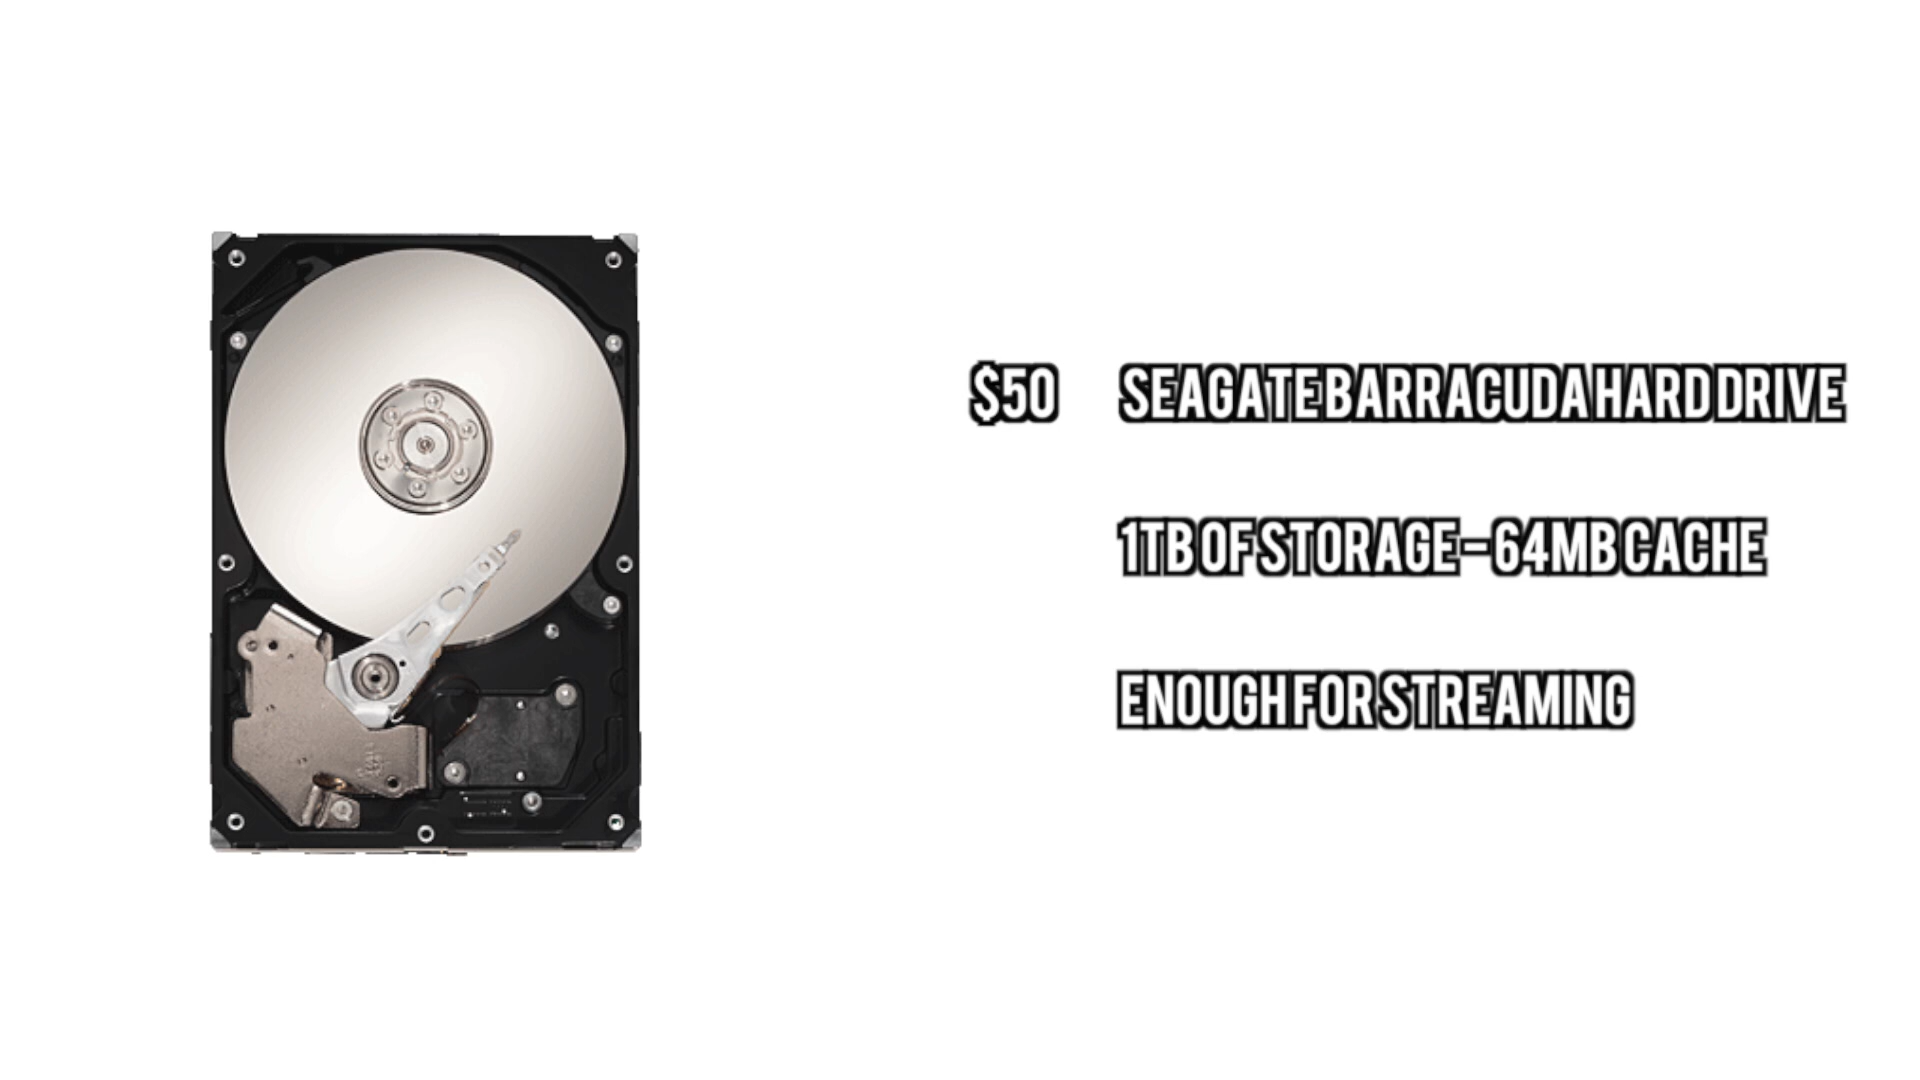 $50 SEAGATE BARRACUDA HARD DRIVE
1TB OF STORAGE - 64MB CACHE
ENOUGH FOR STREAMING